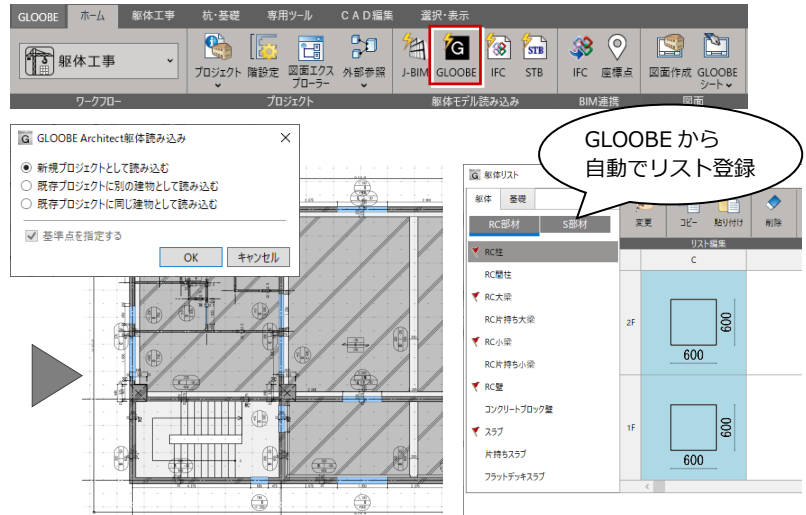 GLOOBE ホーム 躯体工事 杭・基礎 専用ツール CAD編集 選択・表示
躯体工事
プロジェクト 階設定 図面エクスプローラー 外部参照
J-BIM GLOOBE IFC STB
IFC 座標点
図面作成 GLOOBEシート
ワークフロー プロジェクト 躯体モデル読み込み BIM連携 図面
GLOOBE Architect躯体読み込み
新規プロジェクトとして読み込む
既存プロジェクトに別の建物として読み込む
既存プロジェクトに同じ建物として読み込む
基準点を指定する
OK キャンセル
GLOOBE から
自動でリスト登録
躯体リスト
躯体 基礎
RC部材 S部材
RC柱
RC間柱
RC大梁
RC片持ち大梁
RC小梁
RC片持ち小梁
RC壁
コンクリートブロック壁
スラブ
片持ちスラブ
フラットデッキスラブ
変更 コピー 貼り付け 削除
リスト編集
C
2F
600
600
1F
600
600